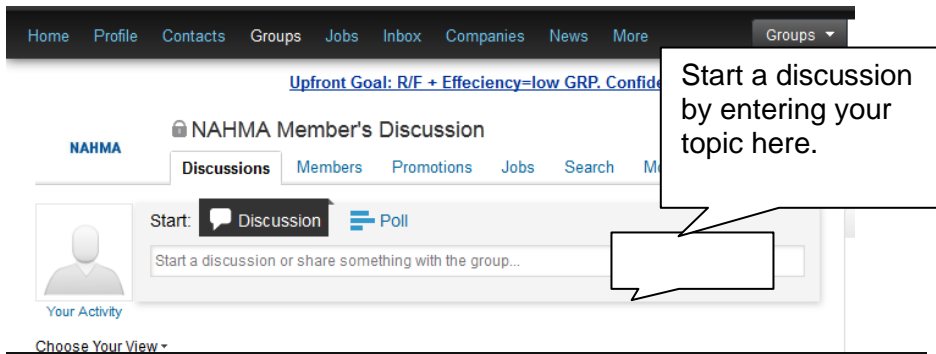 Home Profile Contacts Groups Jobs Inbox Companies News More Groups
Upfront Goal: R/F + Effeciency=low GRP. Confide
Start a discussion
by entering your
topic here.
NAHMA
NAHMA Member's Discussion
Discussions Members Promotions Jobs Search
Start: Discussion Poll
Start a discussion or share something with the group...
Your Activity
Choose Your View